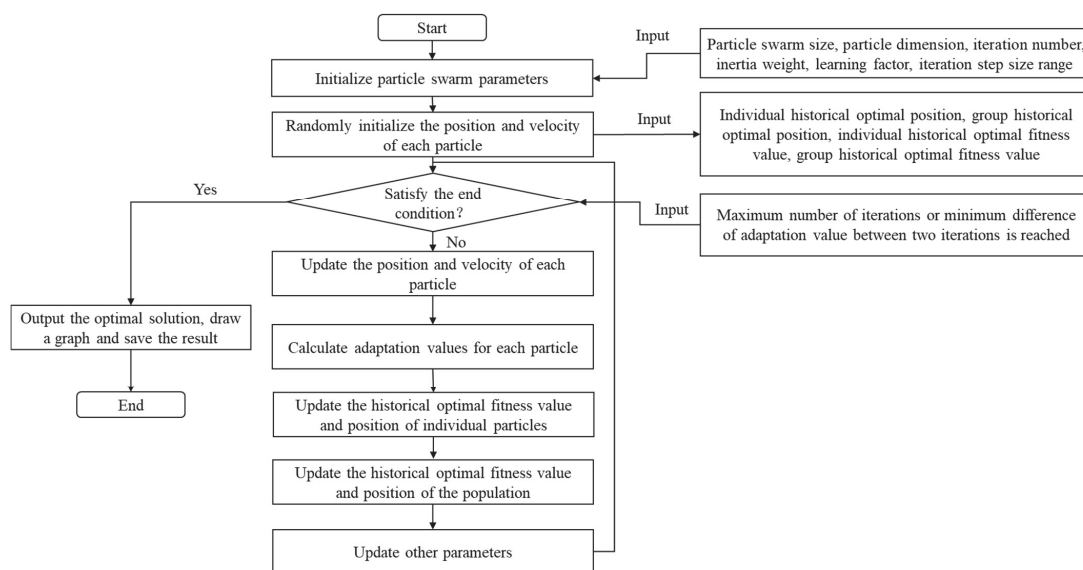 Start
Input
Particle swarm size, particle dimension, iteration number,
inertia weight, learning factor, iteration step size range
Initialize particle swarm parameters
Randomly initialize the position and velocity
of each particle
Input
Individual historical optimal position, group historical
optimal position, individual historical optimal fitness
value, group historical optimal fitness value
Yes
Satisfy the end
condition?
Input
Maximum number of iterations or minimum difference
of adaptation value between two iterations is reached
No
Update the position and velocity of each
particle
Output the optimal solution, draw
a graph and save the result
Calculate adaptation values for each particle
End
Update the historical optimal fitness value
and position of individual particles
Update the historical optimal fitness value
and position of the population
Update other parameters